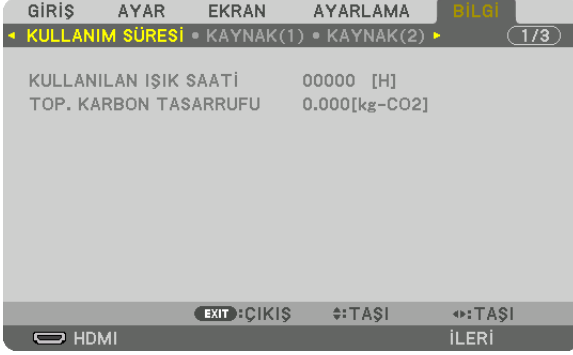 GİRİŞ AYAR EKRAN AYARLAMA BİLGİ
◂ KULLANIM SÜRESİ • KAYNAK(1) • KAYNAK(2) ▸ 1/3
KULLANILAN IŞIK SAATİ 00000 [H]
TOP. KARBON TASARRUFU 0.000[kg-CO2]
EXIT :ÇIKIŞ :TAŞI :TAŞI
HDMI İLERİ